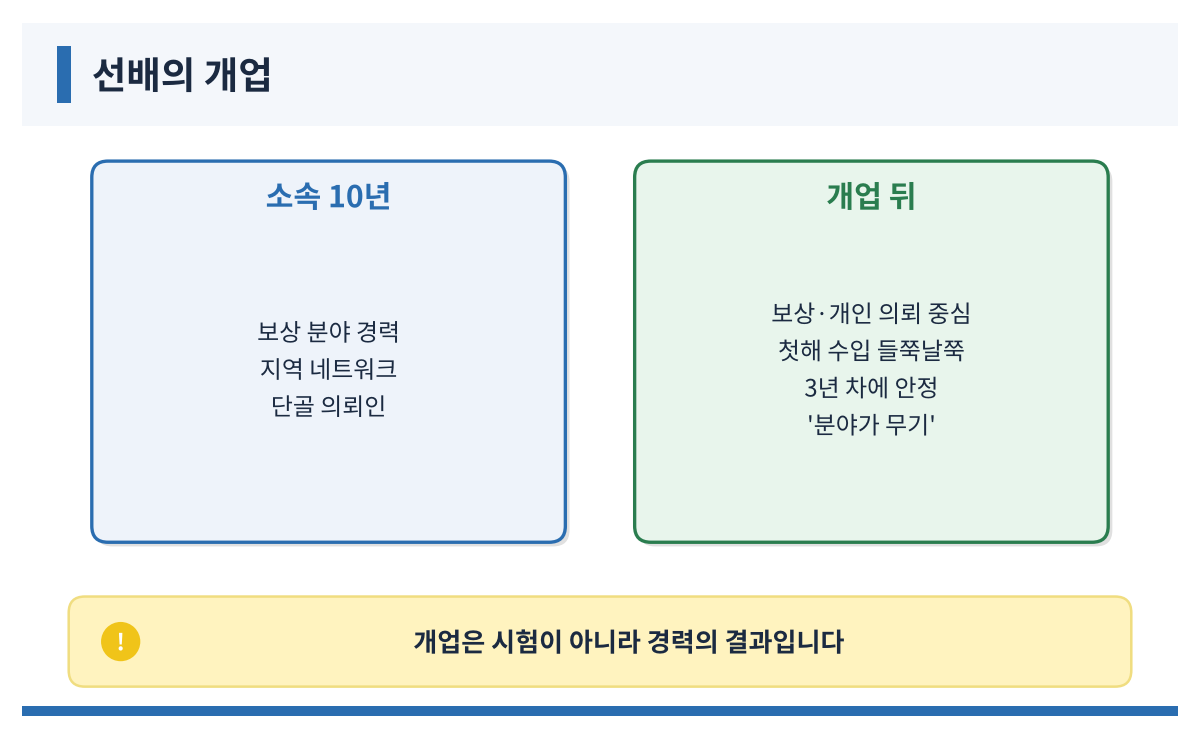 선배의 개업
소속 10년
보상 분야 경력
지역 네트워크
단골 의뢰인
개업 뒤
보상·개인 의뢰 중심
첫해 수입 들쭉날쭉
3년 차에 안정
'분야가 무기'
!
개업은 시험이 아니라 경력의 결과입니다